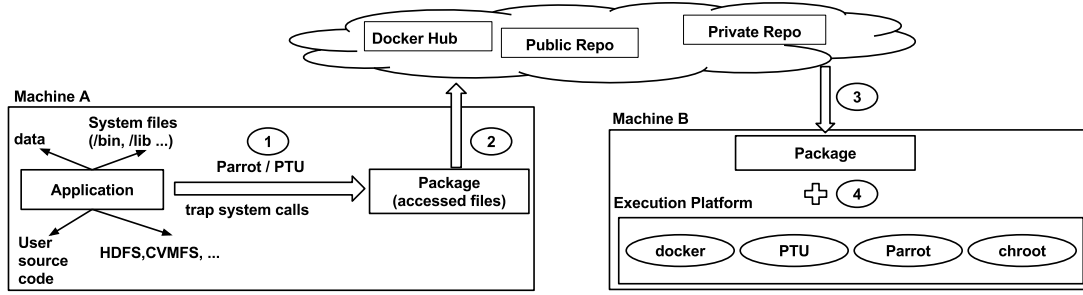 Docker Hub
Public Repo
Private Repo
Machine A
data
System files
(/bin, /lib ...)
Application
User
source
code
HDFS,CVMFS, ...
1
Parrot / PTU
trap system calls
Package
(accessed files)
2
3
Machine B
Package
4
Execution Platform
docker
PTU
Parrot
chroot